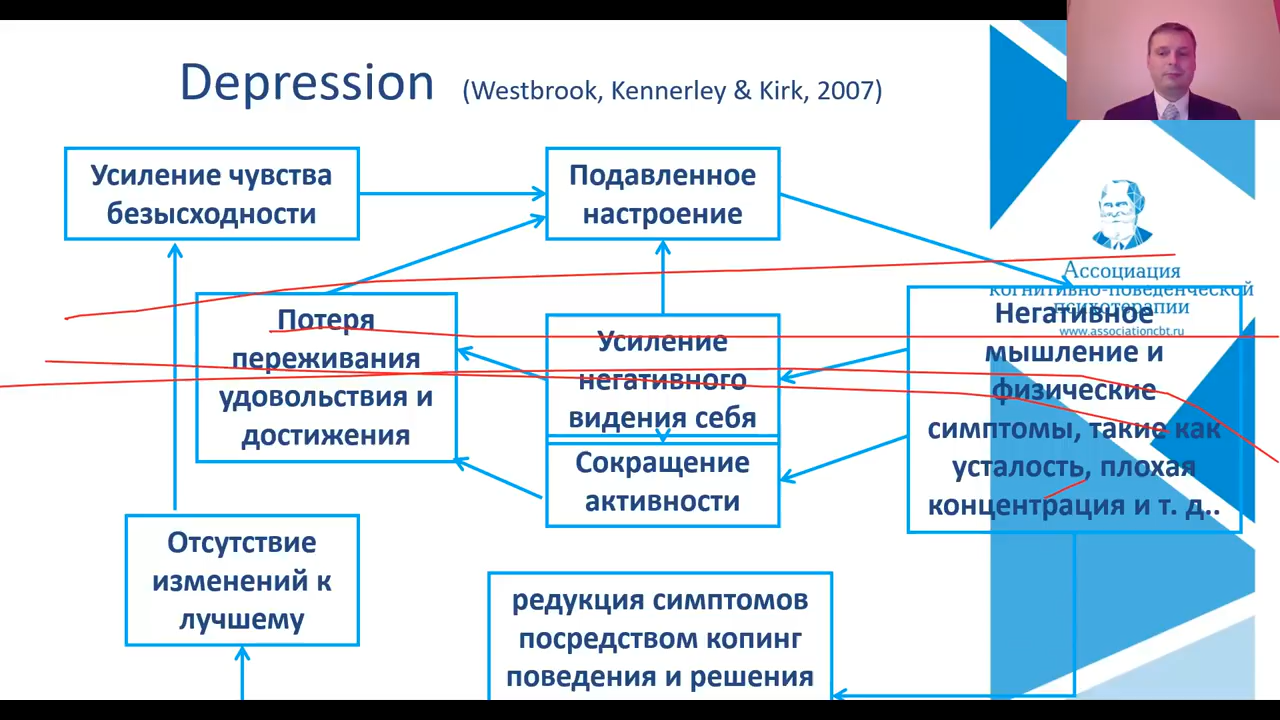 Depression (Westbrook, Kennerley & Kirk, 2007)
Усиление чувства
безысходности
Подавленное
настроение
Ассоциация
когнитивно-поведенческой
психотерапии
www.associationcbt.ru
Потеря
переживания
удовольствия и
достижения
Усиление
негативного
видения себя
Сокращение
активности
Негативное
мышление и
физические
симптомы, такие как
усталость, плохая
концентрация и т. д..
Отсутствие
изменений к
лучшему
редукция симптомов
посредством копинг
поведения и решения